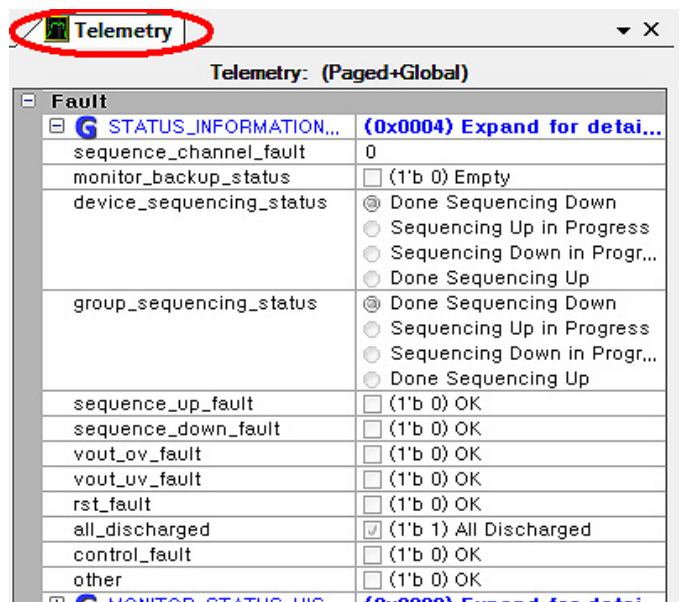 Telemetry
Telemetry: (Paged+Global)
Fault
G STATUS_INFORMATION... (0x0004) Expand for detai...
sequence_channel_fault 0
monitor_backup_status (1'b 0) Empty
device_sequencing_status Done Sequencing Down
Sequencing Up in Progress
Sequencing Down in Progr...
Done Sequencing Up
group_sequencing_status Done Sequencing Down
Sequencing Up in Progress
Sequencing Down in Progr...
Done Sequencing Up
sequence_up_fault (1'b 0) OK
sequence_down_fault (1'b 0) OK
vout_ov_fault (1'b 0) OK
vout_uv_fault (1'b 0) OK
rst_fault (1'b 0) OK
all_discharged (1'b 1) All Discharged
control_fault (1'b 0) OK
other (1'b 0) OK